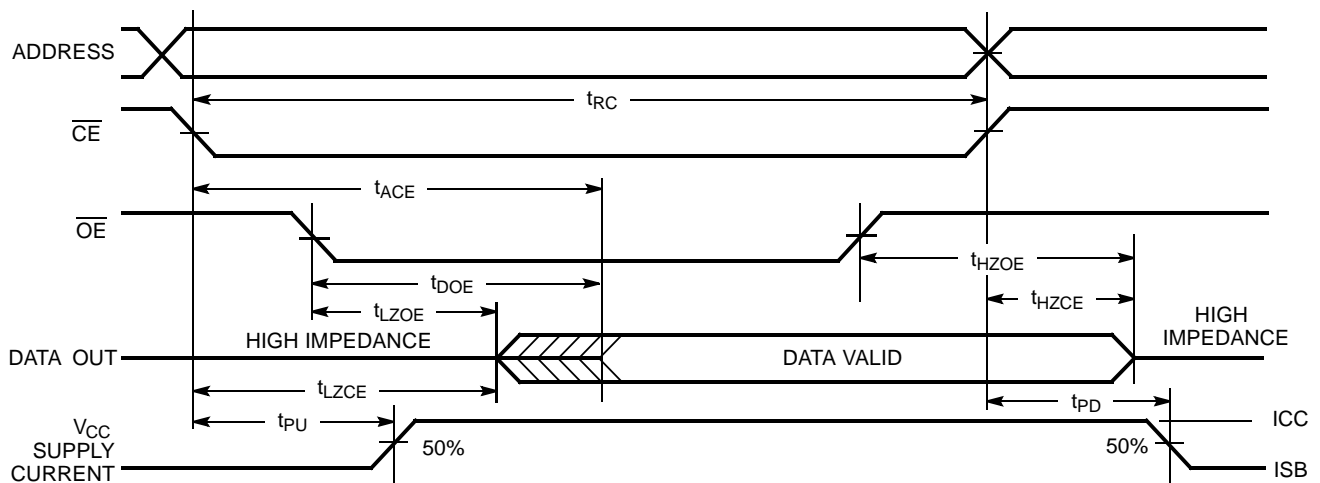 ADDRESS
tRC
CE
tACE
OE
tHZOE
tDOE
tHZCE
tLZOE
HIGH IMPEDANCE
HIGH
IMPEDANCE
DATA OUT
DATA VALID
tLZCE
tPD
tPU
VCC
SUPPLY
CURRENT
50%
50%
ICC
ISB